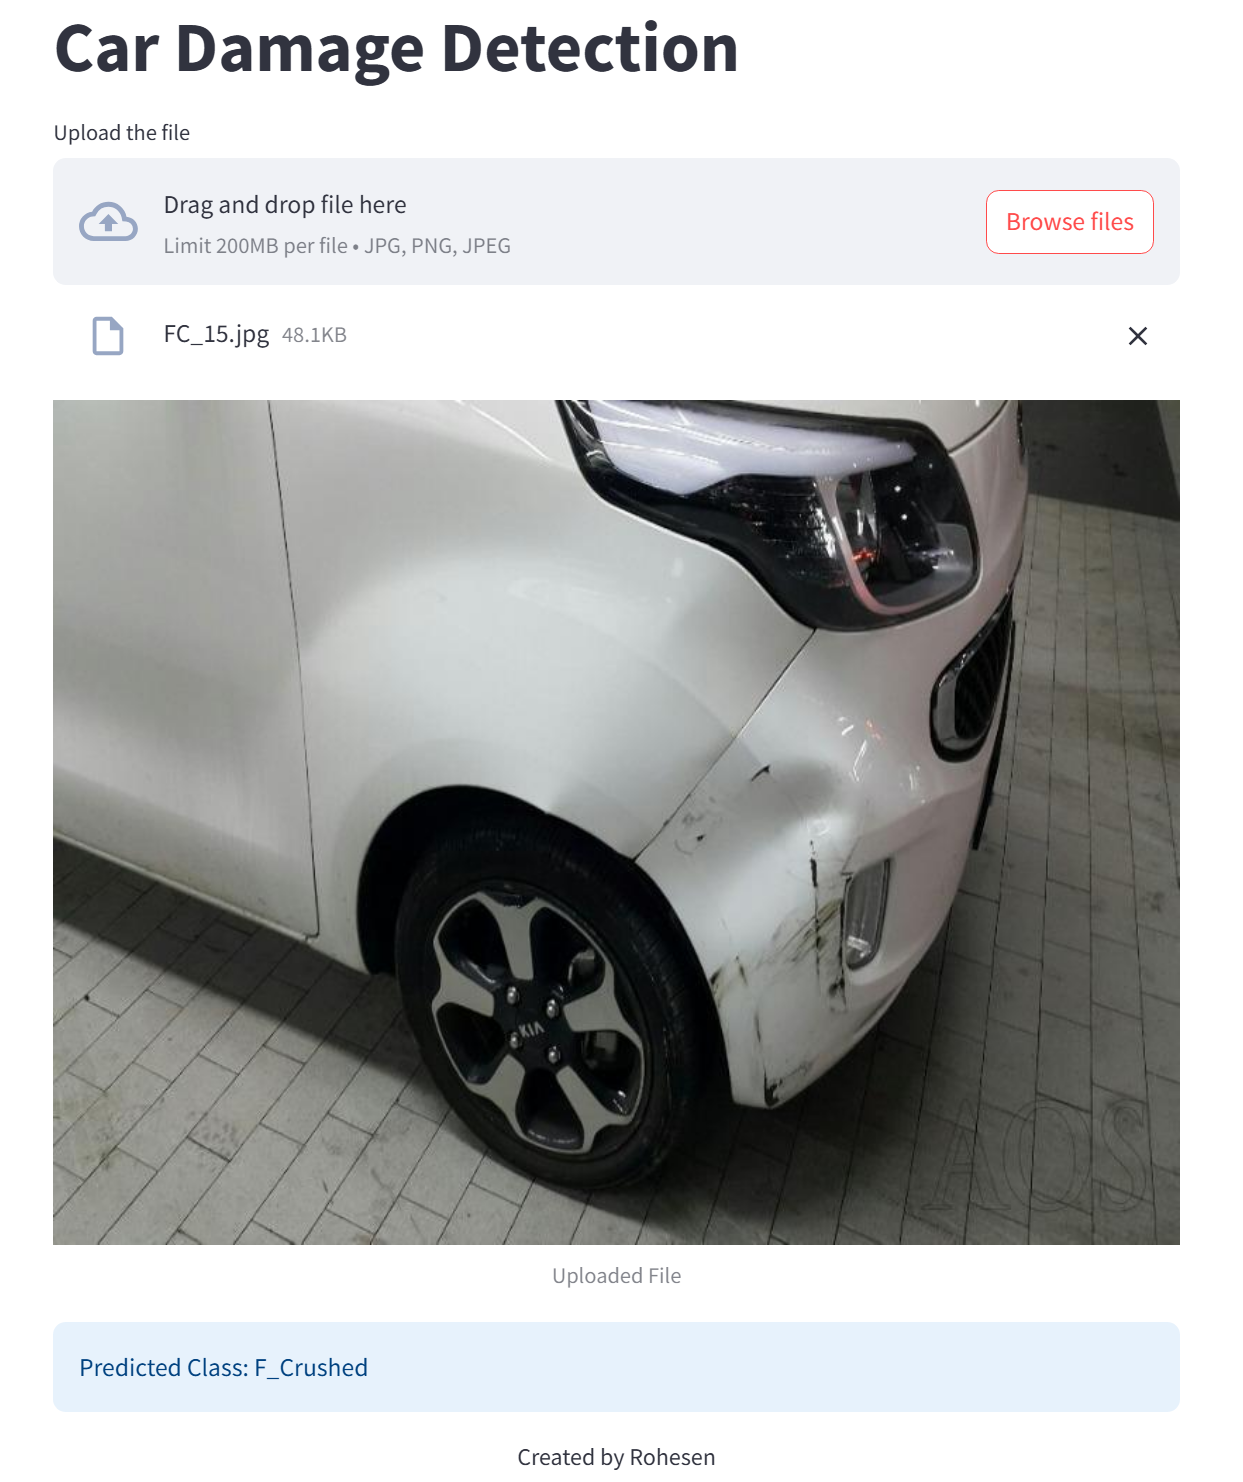 Car Damage Detection
Upload the file
Drag and drop file here
Limit 200MB per file • JPG, PNG, JPEG
Browse files
FC_15.jpg 48.1KB
KIA
AOS
Uploaded File
Predicted Class: F_Crushed
Created by Rohesen